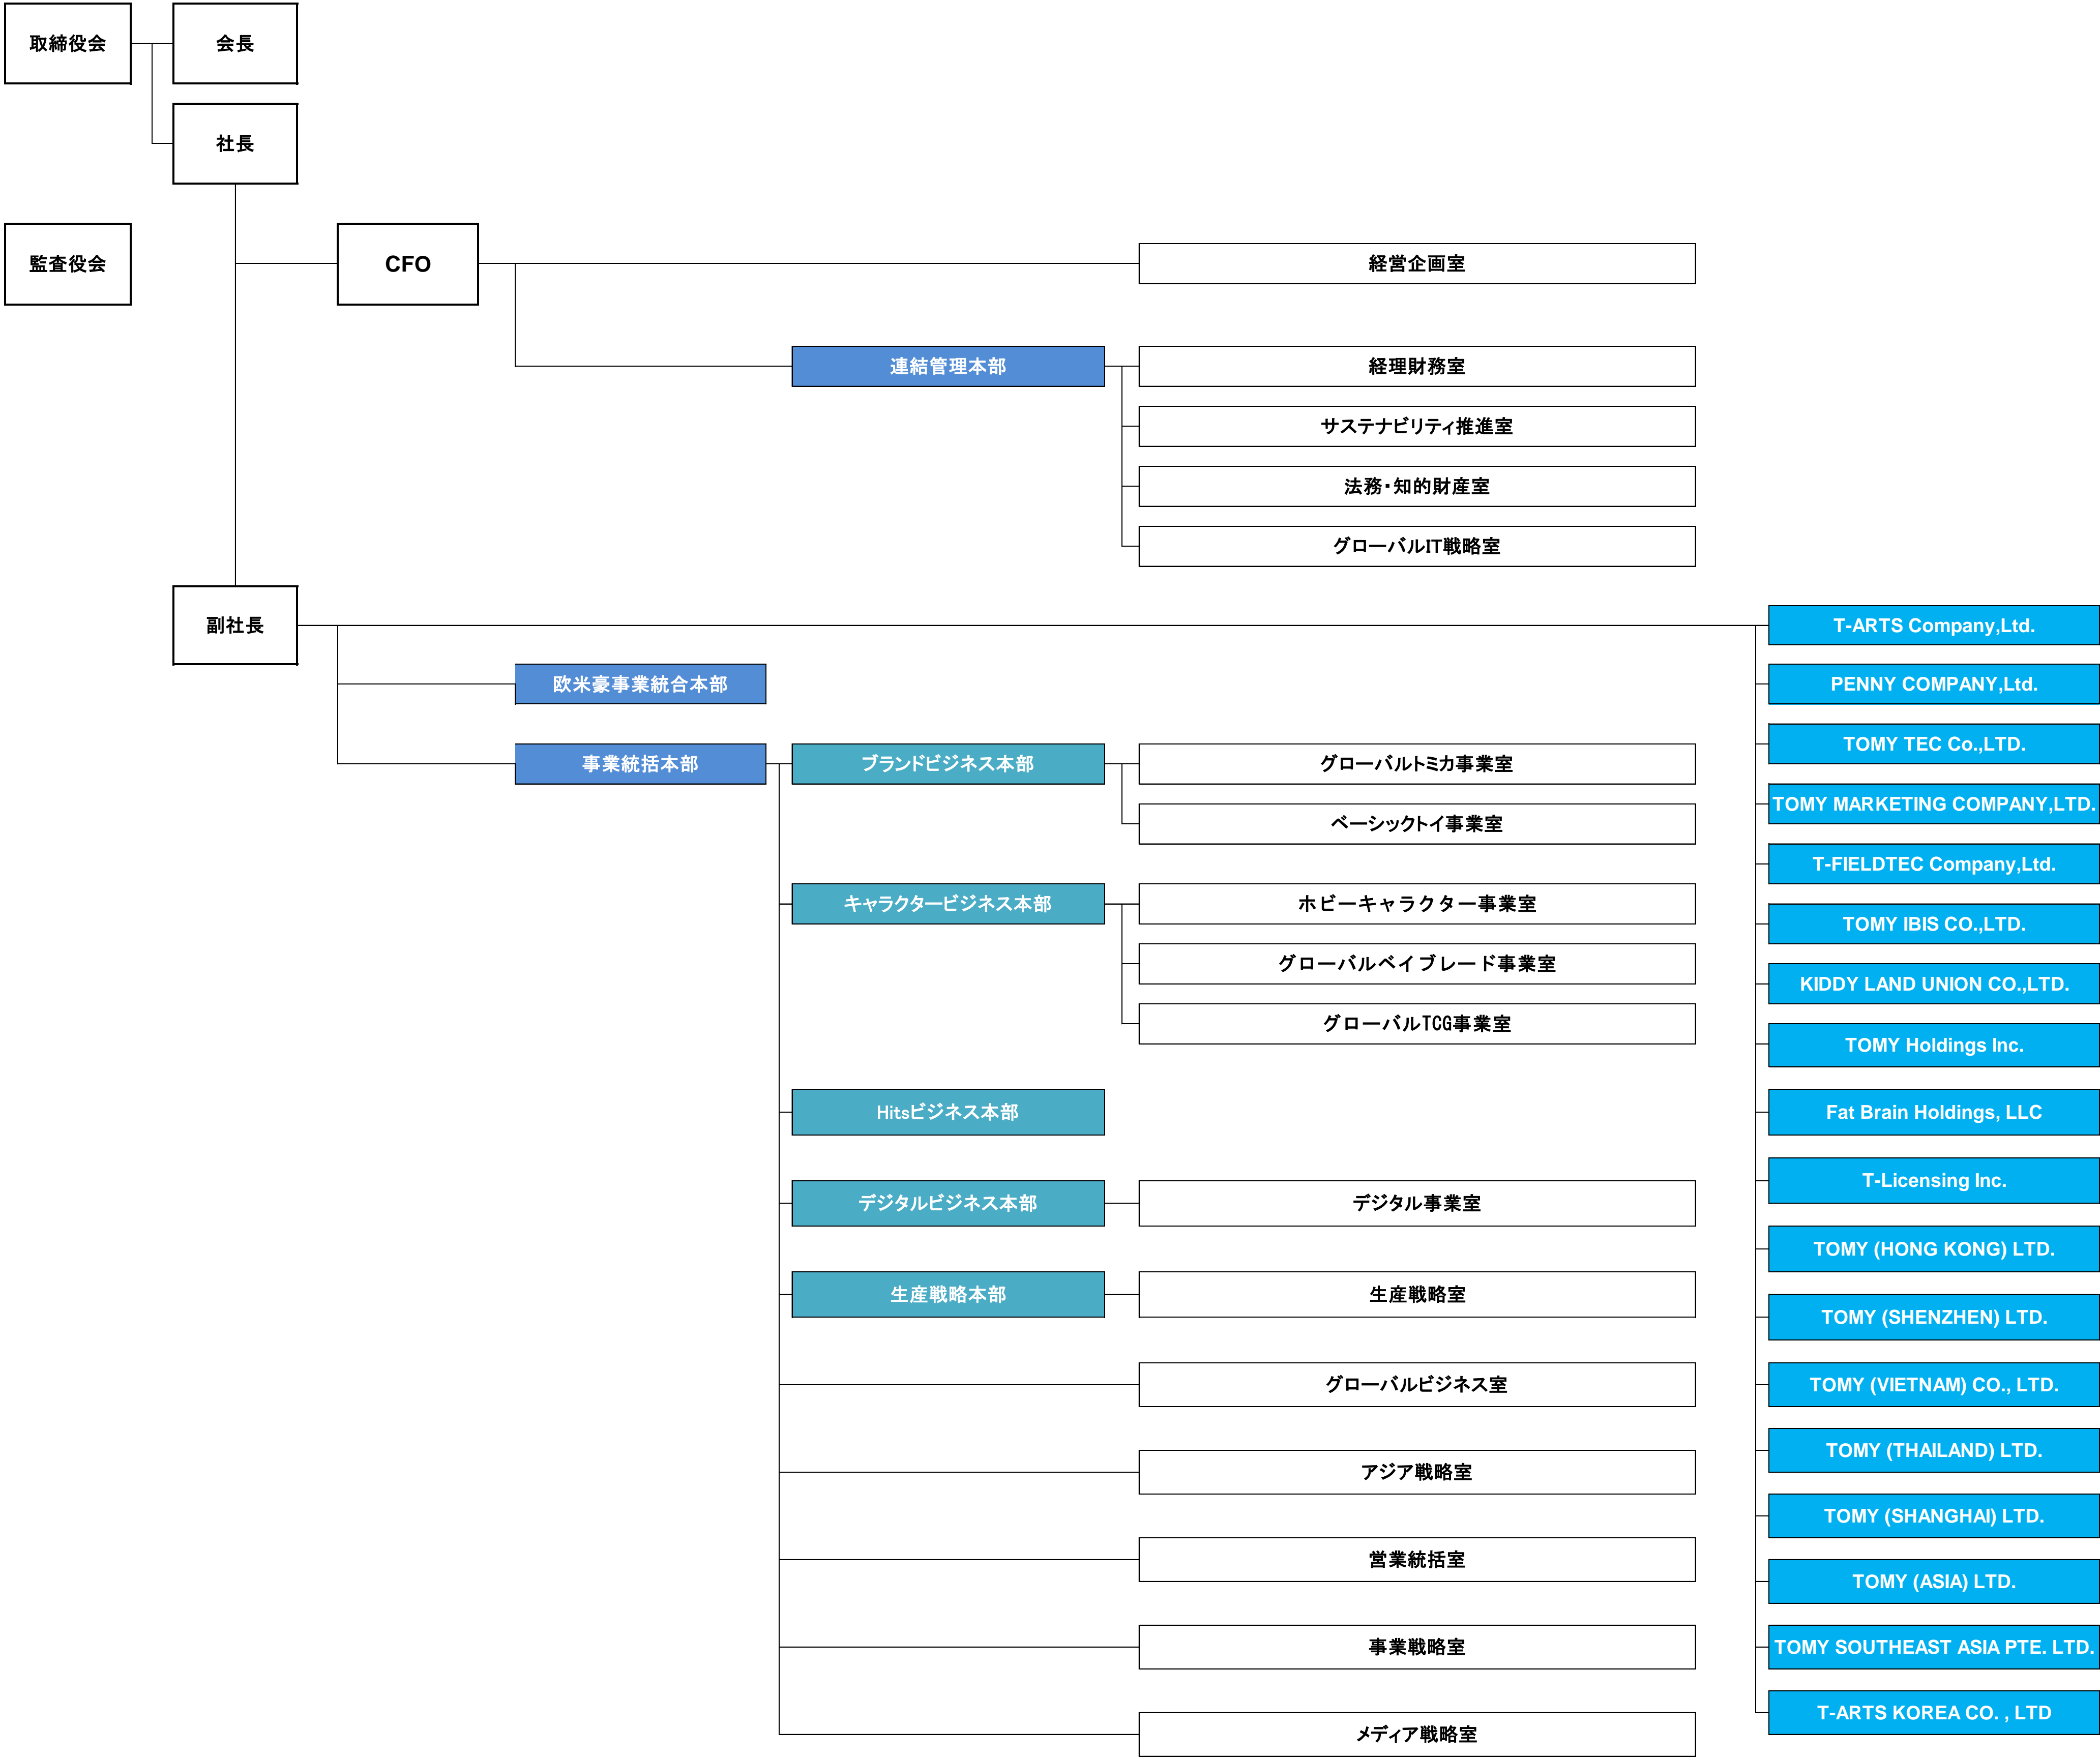 取締役会
会長
社長
監査役会
CFO
経営企画室
連結管理本部
経理財務室
サステナビリティ推進室
法務・知的財産室
グローバルIT戦略室
副社長
T-ARTS Company,Ltd.
欧米豪事業統合本部
PENNY COMPANY,Ltd.
TOMY TEC Co.,LTD.
事業統括本部
ブランドビジネス本部
グローバルトミカ事業室
TOMY MARKETING COMPANY,LTD.
ベーシックトイ事業室
T-FIELDTEC Company,Ltd.
キャラクタービジネス本部
ホビーキャラクター事業室
TOMY IBIS CO.,LTD.
グローバルベイブレード事業室
KIDDY LAND UNION CO.,LTD.
グローバルTCG事業室
TOMY Holdings Inc.
Hitsビジネス本部
Fat Brain Holdings, LLC
T-Licensing Inc.
デジタルビジネス本部
デジタル事業室
TOMY (HONG KONG) LTD.
生産戦略本部
生産戦略室
TOMY (SHENZHEN) LTD.
グローバルビジネス室
TOMY (VIETNAM) CO., LTD.
TOMY (THAILAND) LTD.
アジア戦略室
TOMY (SHANGHAI) LTD.
営業統括室
TOMY (ASIA) LTD.
事業戦略室
TOMY SOUTHEAST ASIA PTE. LTD.
T-ARTS KOREA CO. , LTD
メディア戦略室